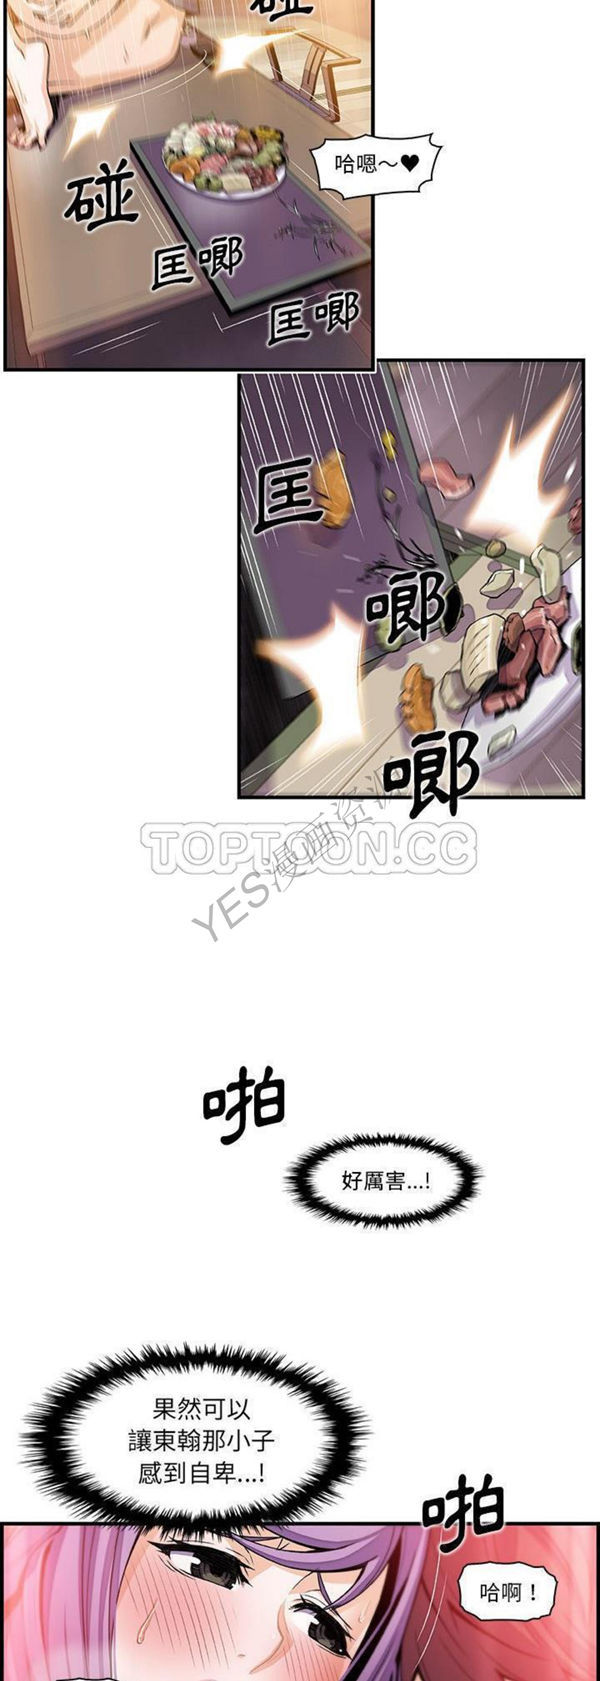 碰
哈嗯～♥
碰
匡啷
匡啷
匡
啷
啷
TOPTOON.CC
YES漫画资源
啪
好厲害...!
果然可以
讓東翰那小子
感到自卑...!
啪
哈啊！